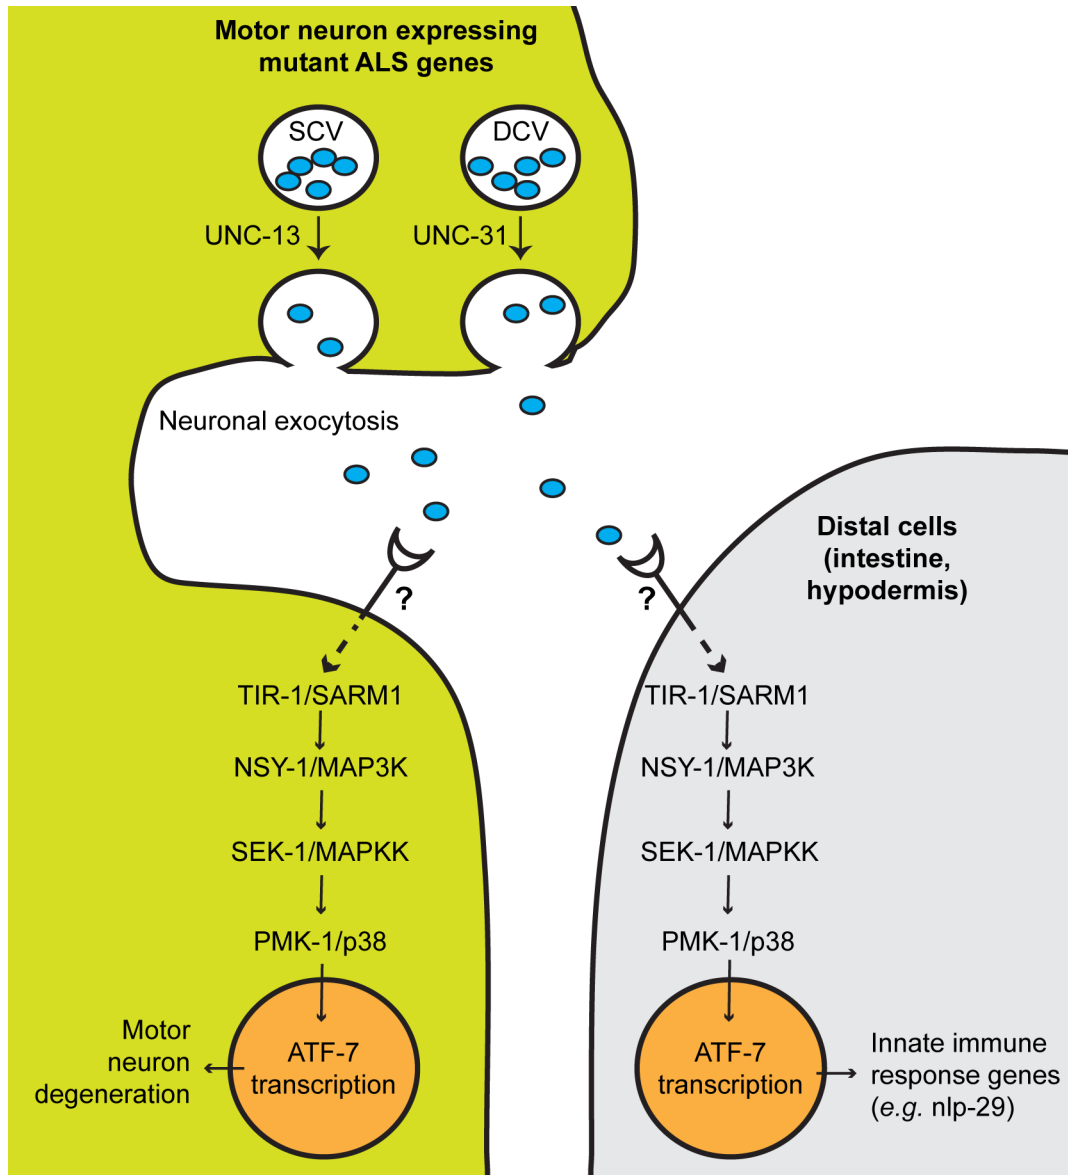 Motor neuron expressing
mutant ALS genes
SCV
DCV
UNC-13
UNC-31
Neuronal exocytosis
Distal cells
(intestine,
hypodermis)
?
?
TIR-1/SARM1
NSY-1/MAP3K
SEK-1/MAPKK
PMK-1/p38
ATF-7
transcription
Motor
neuron
degeneration
TIR-1/SARM1
NSY-1/MAP3K
SEK-1/MAPKK
PMK-1/p38
ATF-7
transcription
Innate immune
response genes
(e.g. nlp-29)